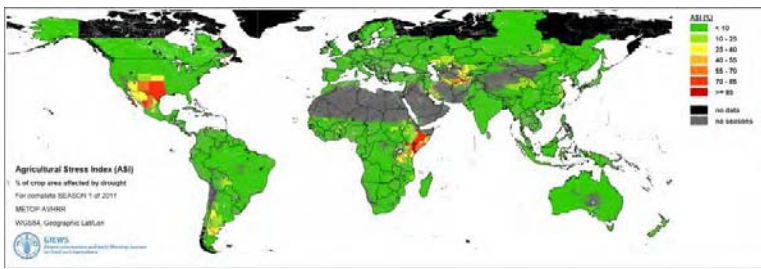 ASI (%)
< 10
10 - 25
25 - 40
40 - 55
55 - 70
70 - 85
>= 85
no data
no seasons
Agricultural Stress Index (ASI)
% of crop area affected by drought
For complete SEASON 1 of 2011
METOP-AVHRR
WGS84, Geographic Lat/Lon
GIEWS